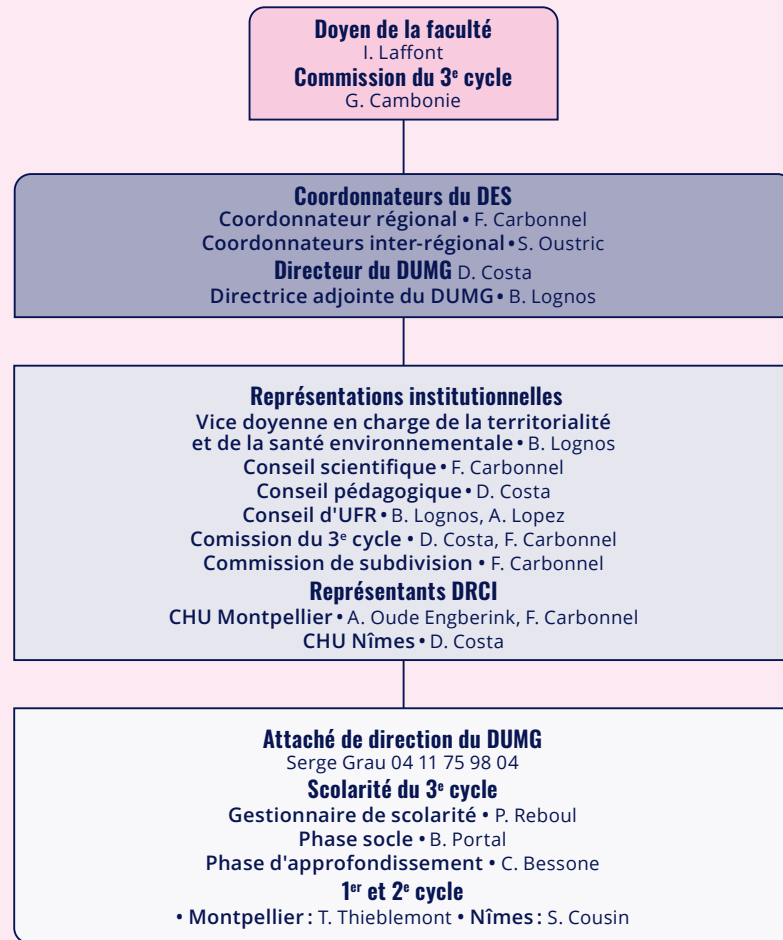 Doyen de la faculté
I. Laffont
Commission du 3e cycle
G. Cambonie
Coordonnateurs du DES
Coordonnateur régional • F. Carbonnel
Coordonnateurs inter-régional • S. Oustric
Directeur du DUMG D. Costa
Directrice adjointe du DUMG • B. Lognos
Représentations institutionnelles
Vice doyenne en charge de la territorialité
et de la santé environnementale • B. Lognos
Conseil scientifique • F. Carbonnel
Conseil pédagogique • D. Costa
Conseil d'UFR • B. Lognos, A. Lopez
Comission du 3e cycle • D. Costa, F. Carbonnel
Commission de subdivision • F. Carbonnel
Représentants DRCI
CHU Montpellier • A. Oude Engberink, F. Carbonnel
CHU Nîmes • D. Costa
Attaché de direction du DUMG
Serge Grau 04 11 75 98 04
Scolarité du 3e cycle
Gestionnaire de scolarité • P. Reboul
Phase socle • B. Portal
Phase d'approfondissement • C. Bessone
1er et 2e cycle
• Montpellier : T. Thieblemont • Nîmes : S. Cousin